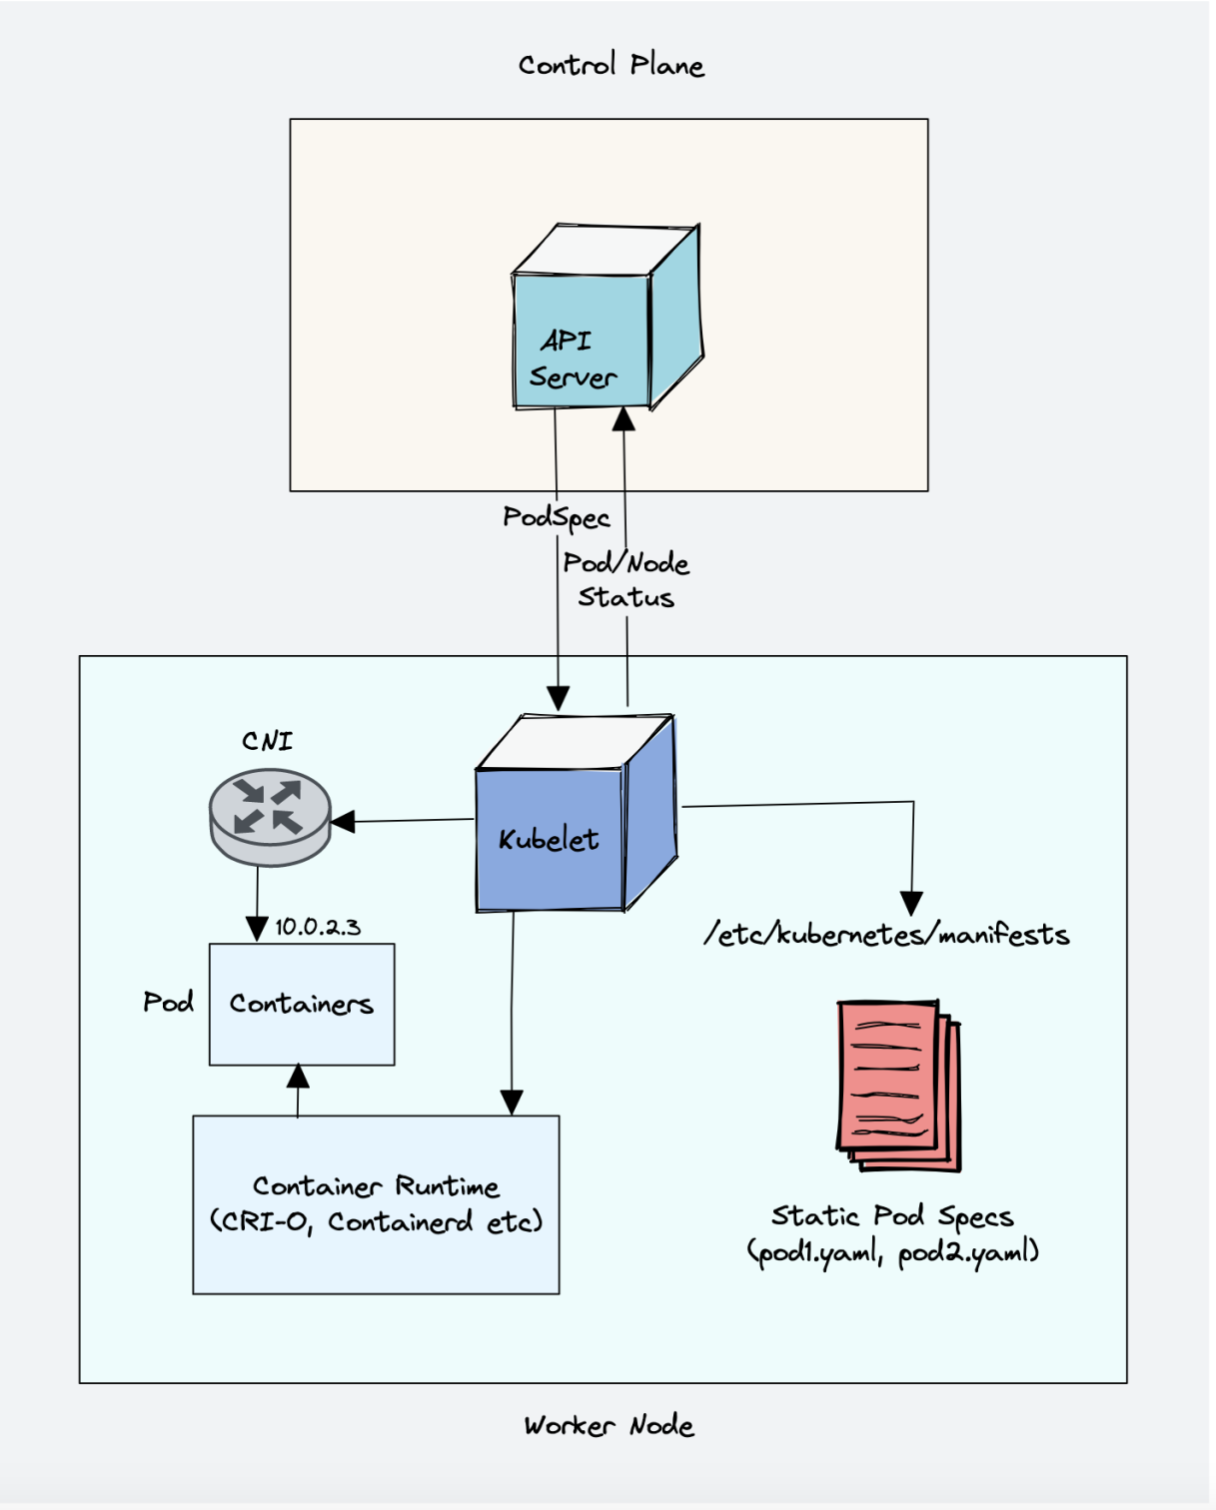 Control Plane
API
Server
PodSpec
Pod/Node
Status
CNI
Kubelet
10.0.2.3
/etc/kubernetes/manifests
Pod
Containers
Container Runtime
(CRI-O, Containerd etc)
Static Pod Specs
(pod1.yaml, pod2.yaml)
Worker Node